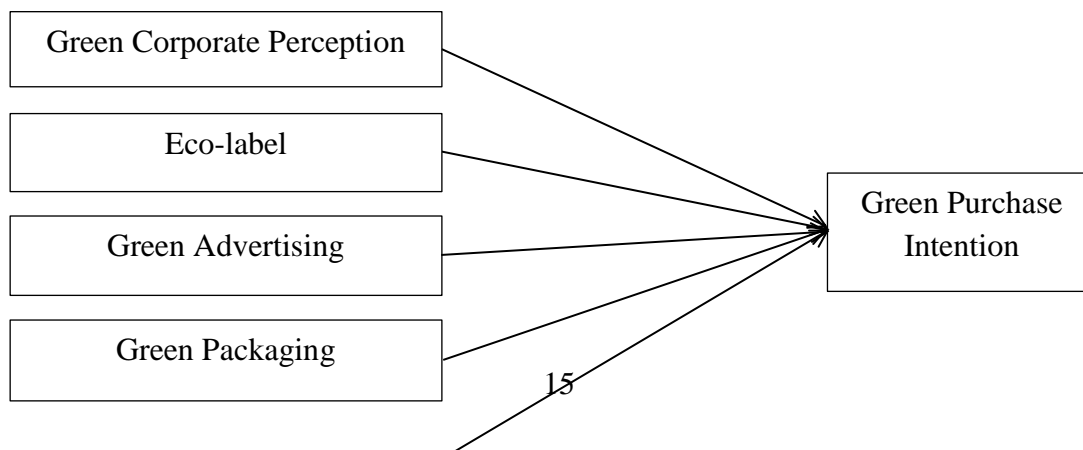 Green Corporate Perception
Eco-label
Green Advertising
Green Packaging
Green Purchase
Intention
15